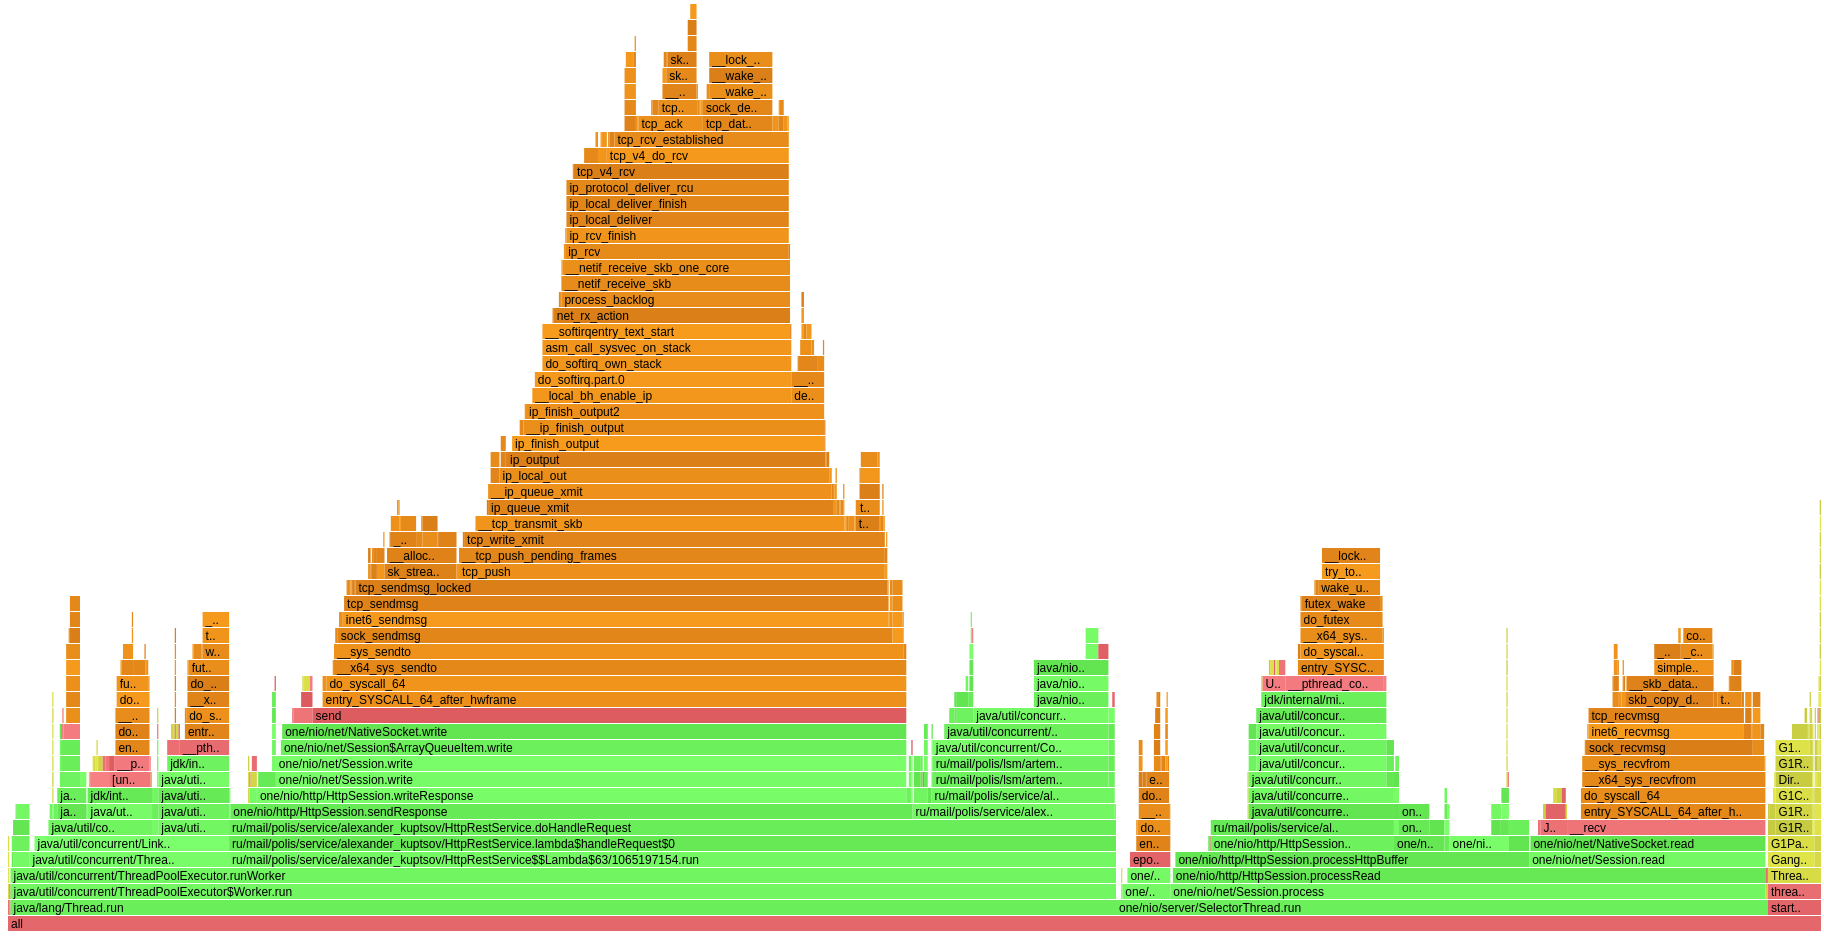 sk.. __lock_..
sk.. __wake_..
__.. __wake_..
tcp.. sock_de..
tcp_ack tcp_dat..
tcp_rcv_established
tcp_v4_do_rcv
tcp_v4_rcv
ip_protocol_deliver_rcu
ip_local_deliver_finish
ip_local_deliver
ip_rcv_finish
ip_rcv
__netif_receive_skb_one_core
__netif_receive_skb
process_backlog
net_rx_action
__softirqentry_text_start
asm_call_sysvec_on_stack
do_softirq_own_stack
do_softirq.part.0 __..
__local_bh_enable_ip de..
ip_finish_output2
__ip_finish_output
ip_finish_output
ip_output
ip_local_out
__ip_queue_xmit
ip_queue_xmit t..
__tcp_transmit_skb t..
_.. tcp_write_xmit
__alloc.. __tcp_push_pending_frames __lock..
sk_strea.. tcp_push try_to..
tcp_sendmsg_locked wake_u..
tcp_sendmsg futex_wake
_.. inet6_sendmsg do_futex
t.. sock_sendmsg __x64_sys.. co..
w.. __sys_sendto do_syscal.. _.. _c..
fut.. __x64_sys_sendto java/nio.. entry_SYSC.. simple..
fu.. do_.. do_syscall_64 java/nio.. U.. __pthread_co.. __skb_data..
do.. __x.. entry_SYSCALL_64_after_hwframe java/nio.. jdk/internal/mi.. skb_copy_d.. t..
__.. do_s.. send java/util/concurr.. java/util/concur.. tcp_recvmsg
do.. entr.. one/nio/net/NativeSocket.write java/util/concurrent/.. java/util/concur.. inet6_recvmsg
en.. __pth.. one/nio/net/Session$ArrayQueueItem.write java/util/concurrent/Co.. java/util/concur.. sock_recvmsg G1..
__p.. jdk/in.. one/nio/net/Session.write ru/mail/polis/lsm/artem.. java/util/concur.. __sys_recvfrom G1R..
[un.. java/uti.. one/nio/net/Session.write ru/mail/polis/lsm/artem.. java/util/concurr.. e.. __x64_sys_recvfrom Dir..
ja.. jdk/int.. java/uti.. one/nio/http/HttpSession.writeResponse ru/mail/polis/service/al.. do.. java/util/concurre.. do_syscall_64 G1C..
ja.. java/ut.. java/uti.. one/nio/http/HttpSession.sendResponse ru/mail/polis/service/alex.. __.. java/util/concurre.. on.. entry_SYSCALL_64_after_h.. G1R..
java/util/co.. java/uti.. ru/mail/polis/service/alexander_kuptsov/HttpRestService.doHandleRequest do.. ru/mail/polis/service/al.. on.. J.. __recv G1R..
java/util/concurrent/Link.. ru/mail/polis/service/alexander_kuptsov/HttpRestService.lambda$handleRequest$0 en.. one/nio/http/HttpSession.. one/n.. one/ni.. one/nio/net/NativeSocket.read G1Pa..
java/util/concurrent/Threa.. ru/mail/polis/service/alexander_kuptsov/HttpRestService$$Lambda$63/1065197154.run epo.. one/nio/http/HttpSession.processHttpBuffer one/nio/net/Session.read Gang..
java/util/concurrent/ThreadPoolExecutor.runWorker one/.. one/nio/http/HttpSession.processRead Threa..
java/util/concurrent/ThreadPoolExecutor$Worker.run one/.. one/nio/net/Session.process threa..
java/lang/Thread.run one/nio/server/SelectorThread.run start..
all